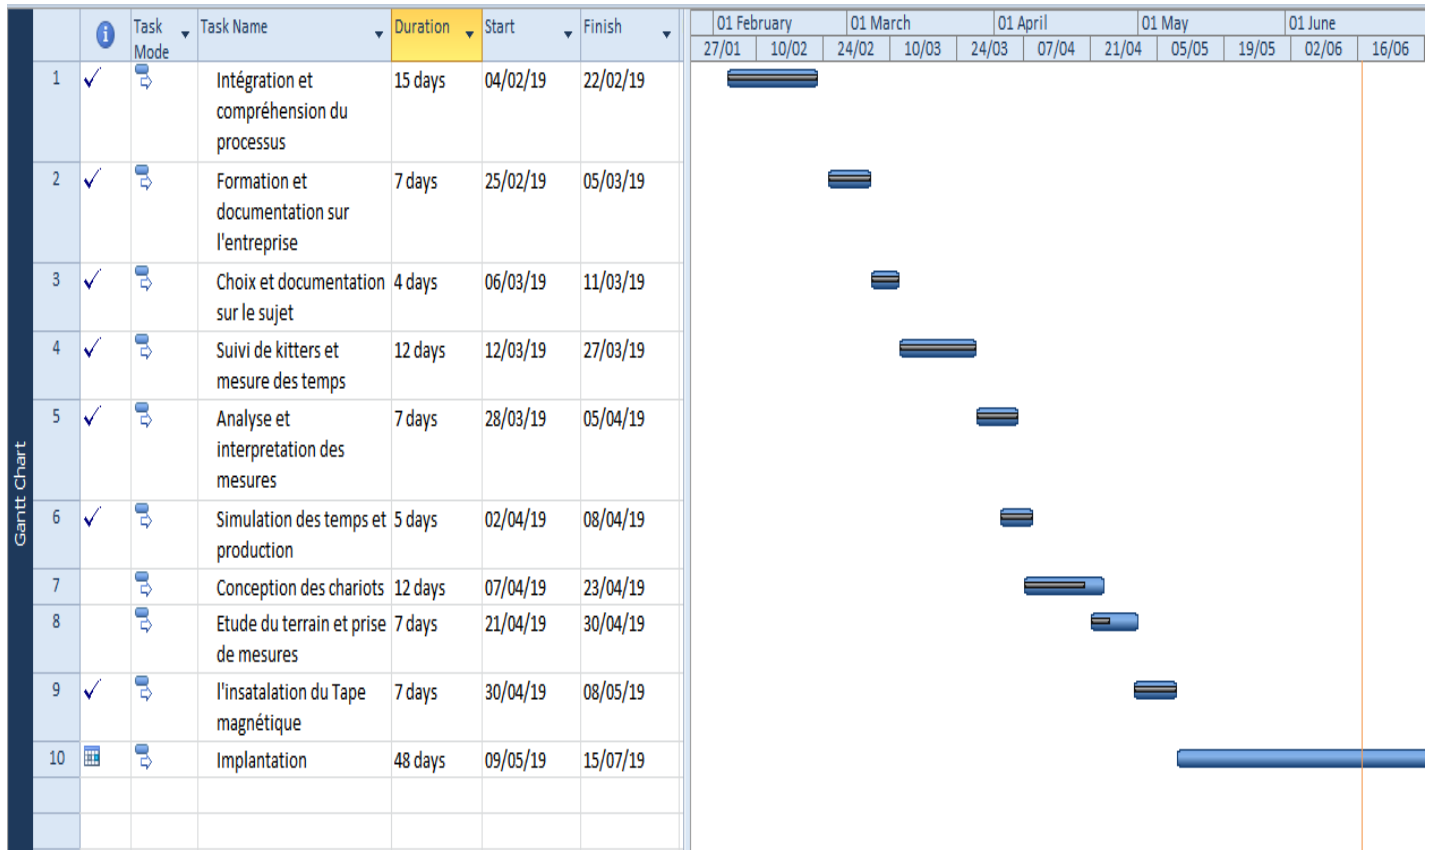 Task Mode Task Name Duration Start Finish
01 February 01 March 01 April 01 May 01 June
27/01 10/02 24/02 10/03 24/03 07/04 21/04 05/05 19/05 02/06 16/06
1 Intégration et 15 days 04/02/19 22/02/19
compréhension du
processus
2 Formation et 7 days 25/02/19 05/03/19
documentation sur
l'entreprise
3 Choix et documentation 4 days 06/03/19 11/03/19
sur le sujet
4 Suivi de kitters et 12 days 12/03/19 27/03/19
mesure des temps
5 Analyse et 7 days 28/03/19 05/04/19
interpretation des
mesures
6 Simulation des temps et 5 days 02/04/19 08/04/19
production
7 Conception des chariots 12 days 07/04/19 23/04/19
8 Etude du terrain et prise 7 days 21/04/19 30/04/19
de mesures
9 l'insatalation du Tape 7 days 30/04/19 08/05/19
magnétique
10 Implantation 48 days 09/05/19 15/07/19
Gantt Chart